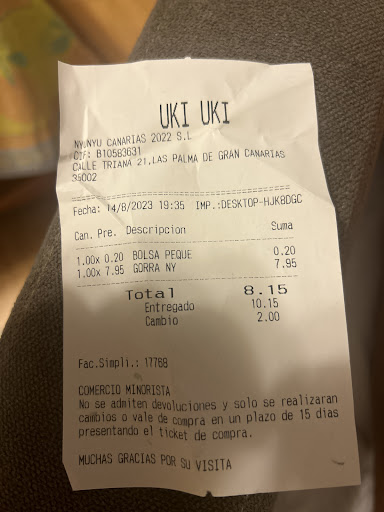 UKI UKI
NY.NYU CANARIAS 2022 S.L
CIF: B10583631
CALLE TRIANA 21,LAS PALMA DE GRAN CANARIAS
35002
Fecha: 14/8/2023 19:35 IMP.:DESKTOP-HJK8DGC
Can. Pre. Descripcion Suma
1.00x 0.20 BOLSA PEQUE 0.20
1.00x 7.95 GORRA NY 7.95
Total 8.15
Entregado 10.15
Cambio 2.00
Fac.Simpli.: 17768
COMERCIO MINORISTA
No se admiten devoluciones y solo se realizaran
cambios o vale de compra en un plazo de 15 dias
presentando el ticket de compra.
MUCHAS GRACIAS POR SU VISITA